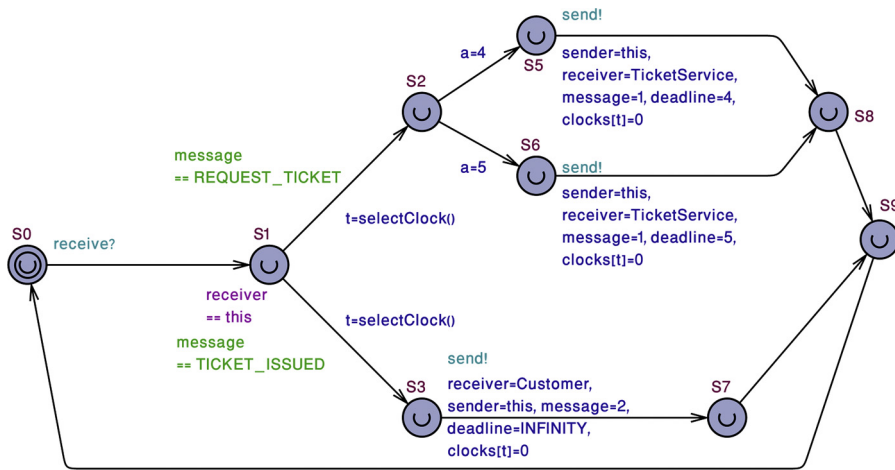 send!
S2
a=4
S5
sender=this,
receiver=TicketService,
message=1, deadline=4,
clocks[t]=0
S8
message
== REQUEST_TICKET
S6
a=5
send!
sender=this,
receiver=TicketService,
message=1, deadline=5,
clocks[t]=0
t=selectClock()
S0
receive?
S1
S9
receiver
== this
message
== TICKET_ISSUED
t=selectClock()
send!
S3
receiver=Customer,
sender=this, message=2,
deadline=INFINITY,
clocks[t]=0
S7